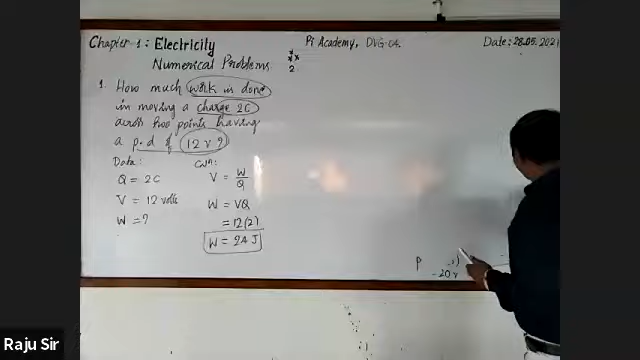 Chapter 1: Electricity
Pi Academy, DVG-04.
Date: 28.05.2021
Numerical Problems
1. How much work is done
in moving a charge 2C
across two points having
a p.d of 12 v ?
Data:
Q = 2C
V = 12 volts
W = ?
V = W/Q
W = VQ
= 12(2)
W = 24 J
P
-20 v
Raju Sir